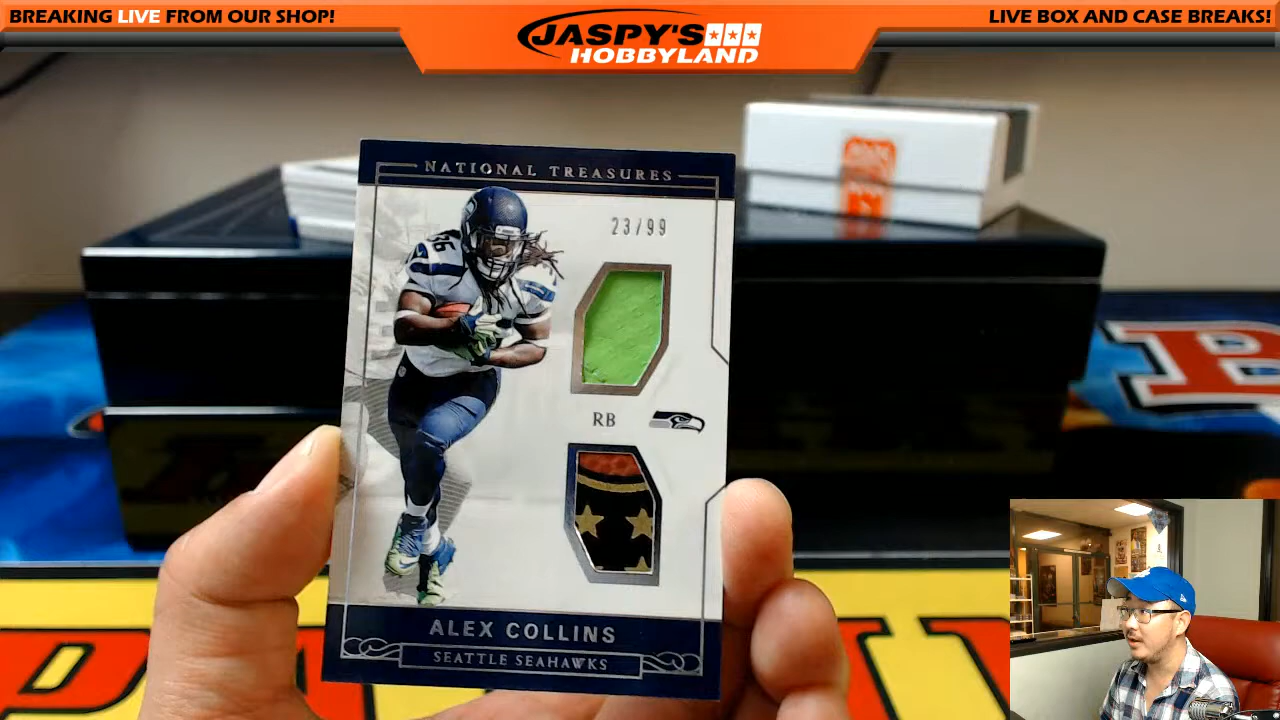 BREAKING LIVE FROM OUR SHOP!
JASPY'S
HOBBYLAND
LIVE BOX AND CASE BREAKS!
NATIONAL TREASURES
23/99
36
RB
ALEX COLLINS
SEATTLE SEAHAWKS